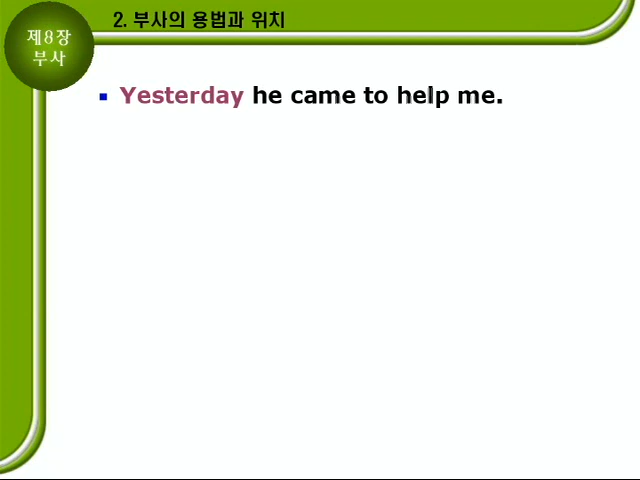 제8장
부사
2. 부사의 용법과 위치
Yesterday he came to help me.